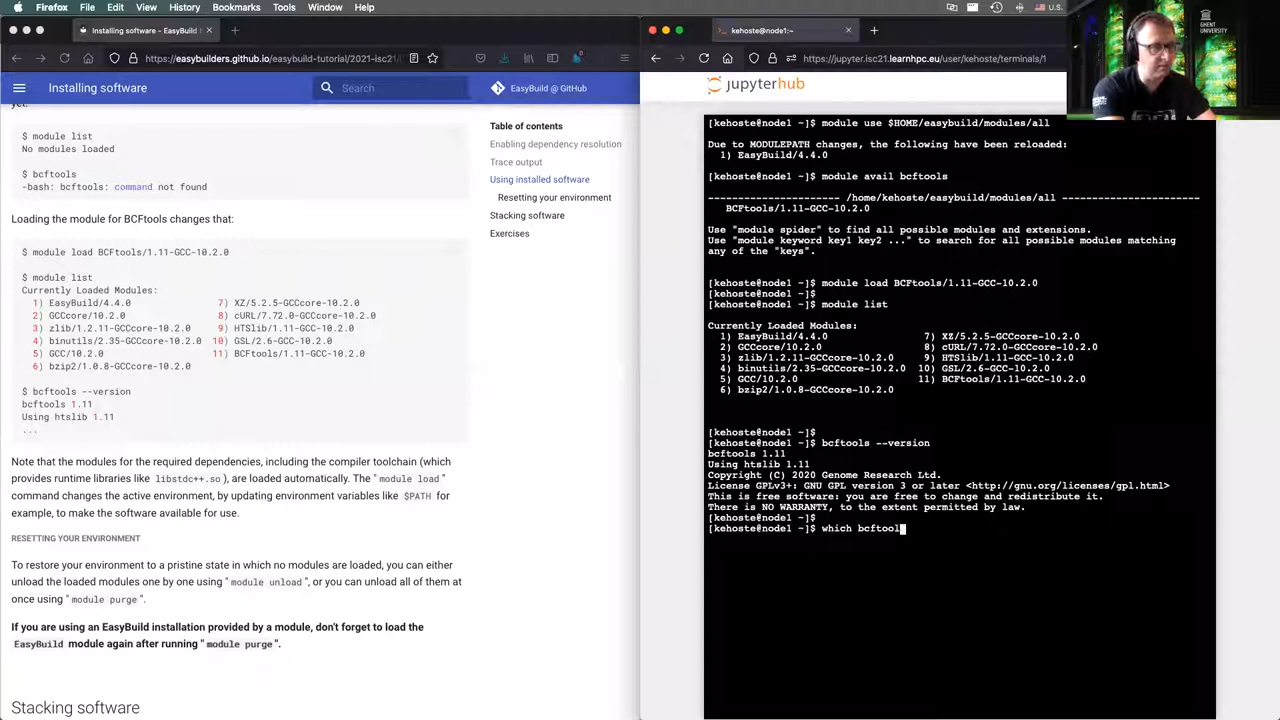 Firefox File Edit View History Bookmarks Tools Window Help
Installing software - EasyBuild
https://easybuilders.github.io/easybuild-tutorial/2021-isc21
Installing software
Search
EasyBuild @ GitHub
yet.
$ module list
No modules loaded
$ bcftools
-bash: bcftools: command not found
Loading the module for BCFtools changes that:
$ module load BCFtools/1.11-GCC-10.2.0
$ module list
Currently Loaded Modules:
1) EasyBuild/4.4.0 7) XZ/5.2.5-GCCcore-10.2.0
2) GCCcore/10.2.0 8) cURL/7.72.0-GCCcore-10.2.0
3) zlib/1.2.11-GCCcore-10.2.0 9) HTSlib/1.11-GCC-10.2.0
4) binutils/2.35-GCCcore-10.2.0 10) GSL/2.6-GCC-10.2.0
5) GCC/10.2.0 11) BCFtools/1.11-GCC-10.2.0
6) bzip2/1.0.8-GCCcore-10.2.0
$ bcftools --version
bcftools 1.11
Using htslib 1.11
...
Note that the modules for the required dependencies, including the compiler toolchain (which
provides runtime libraries like libstdc++.so), are loaded automatically. The "module load"
command changes the active environment, by updating environment variables like $PATH for
example, to make the software available for use.
RESETTING YOUR ENVIRONMENT
To restore your environment to a pristine state in which no modules are loaded, you can either
unload the loaded modules one by one using "module unload", or you can unload all of them at
once using "module purge".
If you are using an EasyBuild installation provided by a module, don't forget to load the
EasyBuild module again after running "module purge".
Stacking software
Table of contents
Enabling dependency resolution
Trace output
Using installed software
Resetting your environment
Stacking software
Exercises
kehoste@node1:~
https://jupyter.isc21.learnhpc.eu/user/kehoste/terminals/1
jupyterhub
GHENT
UNIVERSITY
[kehoste@node1 ~]$ module use $HOME/easybuild/modules/all
Due to MODULEPATH changes, the following have been reloaded:
1) EasyBuild/4.4.0
[kehoste@node1 ~]$ module avail bcftools
---------------------- /home/kehoste/easybuild/modules/all -----------------------
BCFtools/1.11-GCC-10.2.0
Use "module spider" to find all possible modules and extensions.
Use "module keyword key1 key2 ..." to search for all possible modules matching
any of the "keys".
[kehoste@node1 ~]$ module load BCFtools/1.11-GCC-10.2.0
[kehoste@node1 ~]$
[kehoste@node1 ~]$ module list
Currently Loaded Modules:
1) EasyBuild/4.4.0 7) XZ/5.2.5-GCCcore-10.2.0
2) GCCcore/10.2.0 8) cURL/7.72.0-GCCcore-10.2.0
3) zlib/1.2.11-GCCcore-10.2.0 9) HTSlib/1.11-GCC-10.2.0
4) binutils/2.35-GCCcore-10.2.0 10) GSL/2.6-GCC-10.2.0
5) GCC/10.2.0 11) BCFtools/1.11-GCC-10.2.0
6) bzip2/1.0.8-GCCcore-10.2.0
[kehoste@node1 ~]$
[kehoste@node1 ~]$ bcftools --version
bcftools 1.11
Using htslib 1.11
Copyright (C) 2020 Genome Research Ltd.
License GPLv3+: GNU GPL version 3 or later <http://gnu.org/licenses/gpl.html>
This is free software: you are free to change and redistribute it.
There is NO WARRANTY, to the extent permitted by law.
[kehoste@node1 ~]$
[kehoste@node1 ~]$ which bcftools